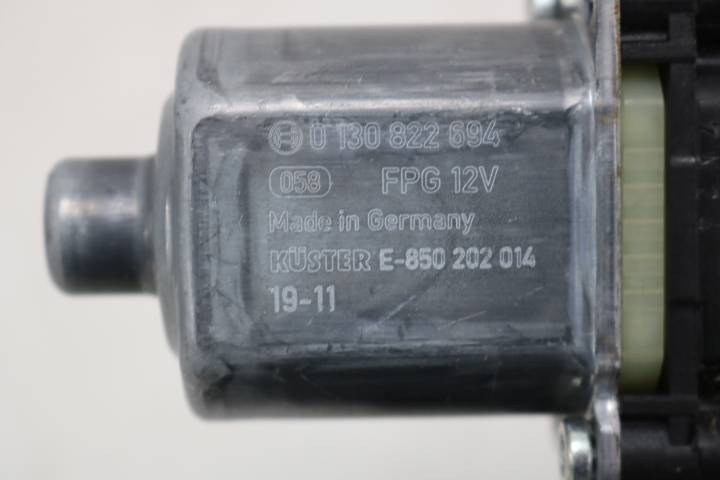 0 130 822 694
058 FPG 12V
Made in Germany
KÜSTER E-850 202 014
19-11